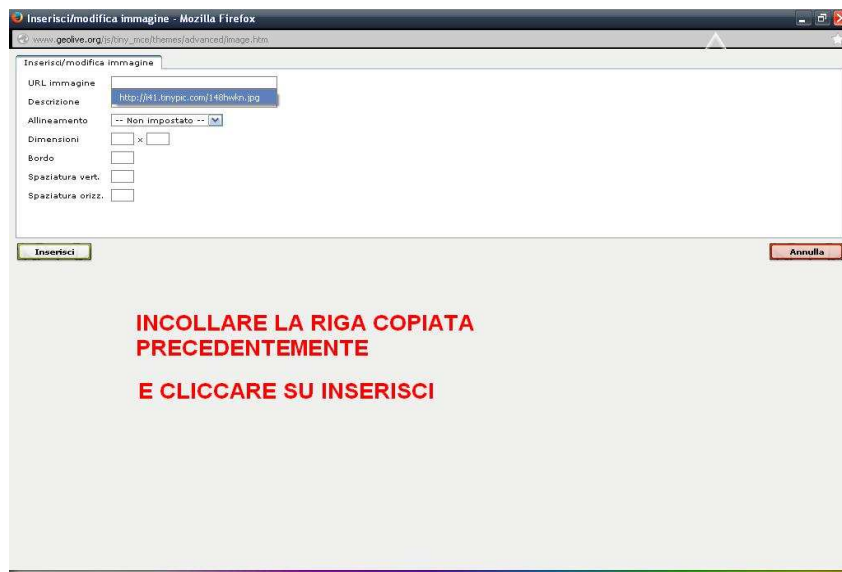 Inserisci/modifica immagine - Mozilla Firefox
www.geolive.org/js/tiny_mce/themes/advanced/image.htm
Inserisci/modifica immagine
URL immagine
http://i41.tinypic.com/148hwkn.jpg
Descrizione
Allineamento -- Non impostato --
Dimensioni x
Bordo
Spaziatura vert.
Spaziatura orizz.
Inserisci Annulla
INCOLLARE LA RIGA COPIATA
PRECEDENTEMENTE
E CLICCARE SU INSERISCI